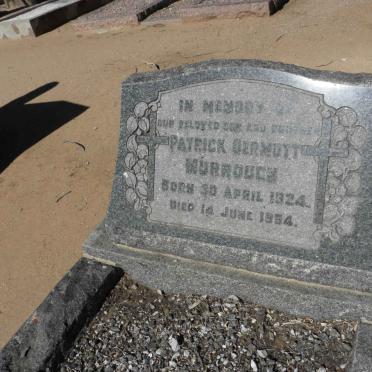 IN MEMORY OF
OUR BELOVED SON AND BROTHER
PATRICK DERMOTT
MURROUGH
BORN 30 APRIL 1924.
DIED 14 JUNE 1954.